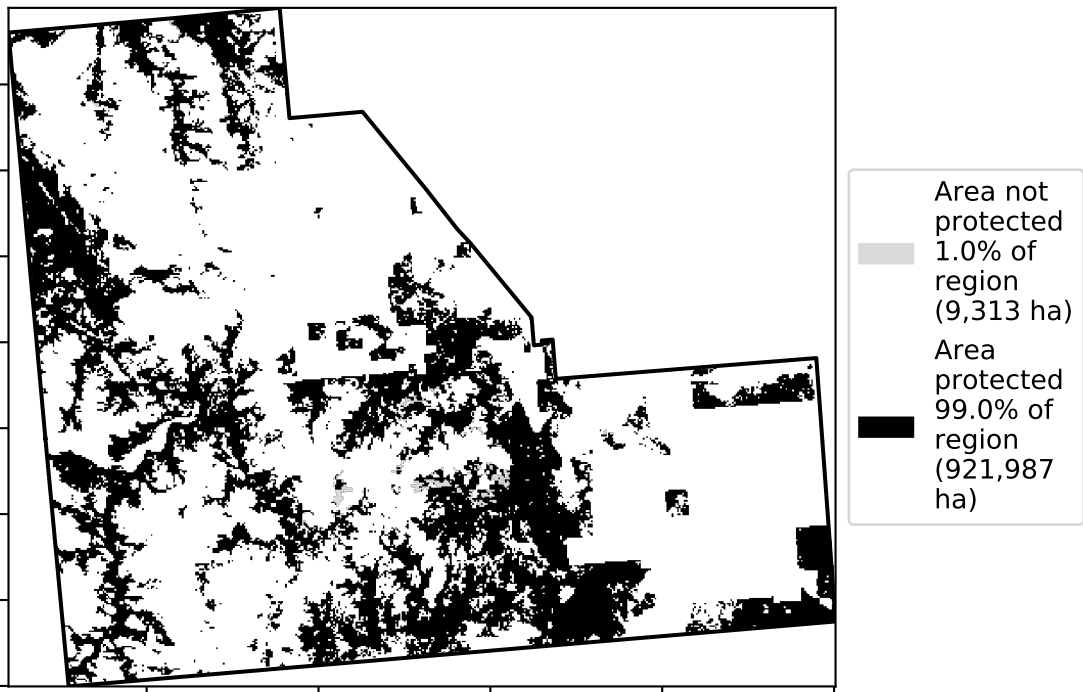 Area not
protected
1.0% of
region
(9,313 ha)
Area
protected
99.0% of
region
(921,987
ha)